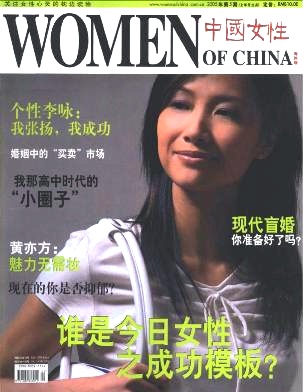 WOMEN
中國女性
OF CHINA
个性李咏：
我张扬，我成功
婚姻中的“买卖”市场
我那高中时代的
“小圈子”
现代盲婚
你准备好了吗？
黄亦方：
魅力无需妆
现在的你是否抑郁？
谁是今日女性
之成功模板？